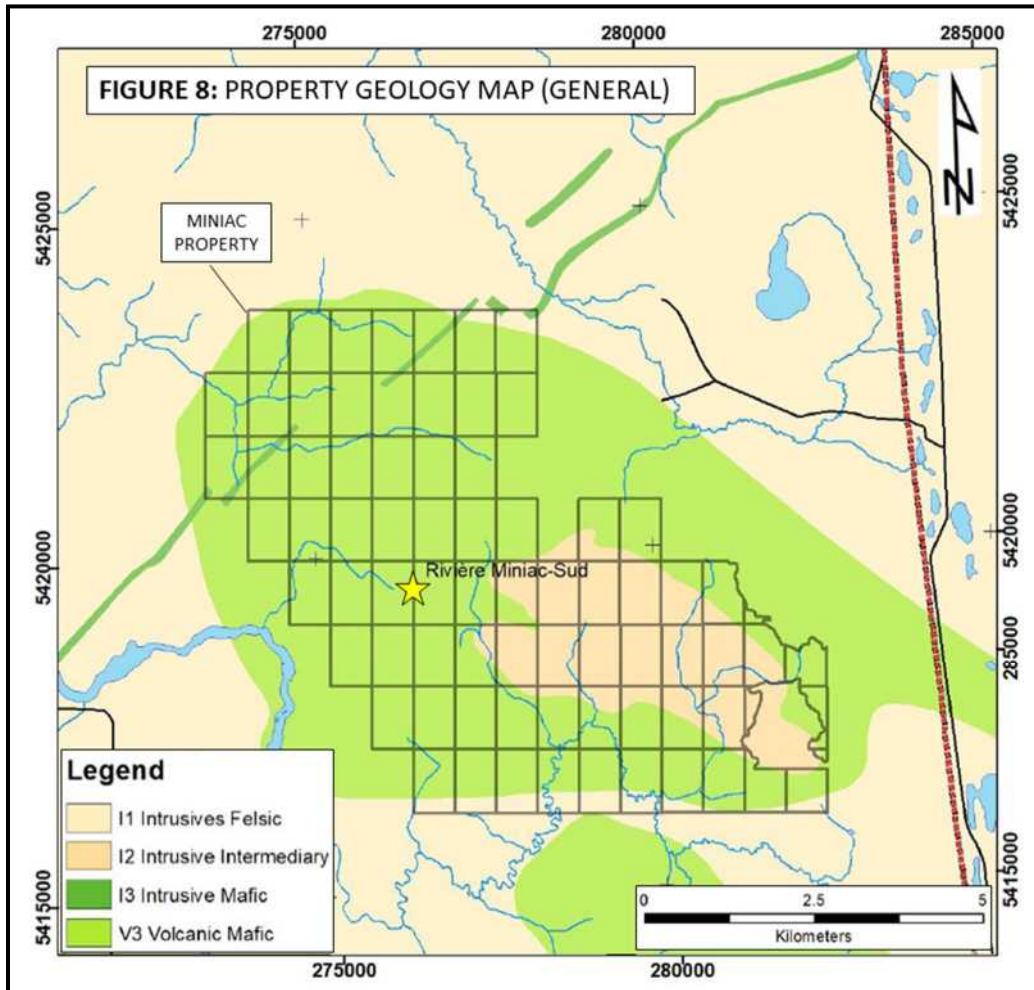 275000
280000
285000
FIGURE 8: PROPERTY GEOLOGY MAP (GENERAL)
N
5425000
5425000
MINIAC
PROPERTY
5420000
5420000
Rivière Miniac-Sud
285000
Legend
I1 Intrusives Felsic
I2 Intrusive Intermediary
I3 Intrusive Mafic
V3 Volcanic Mafic
5415000
5415000
0 2.5 5
Kilometers
275000
280000